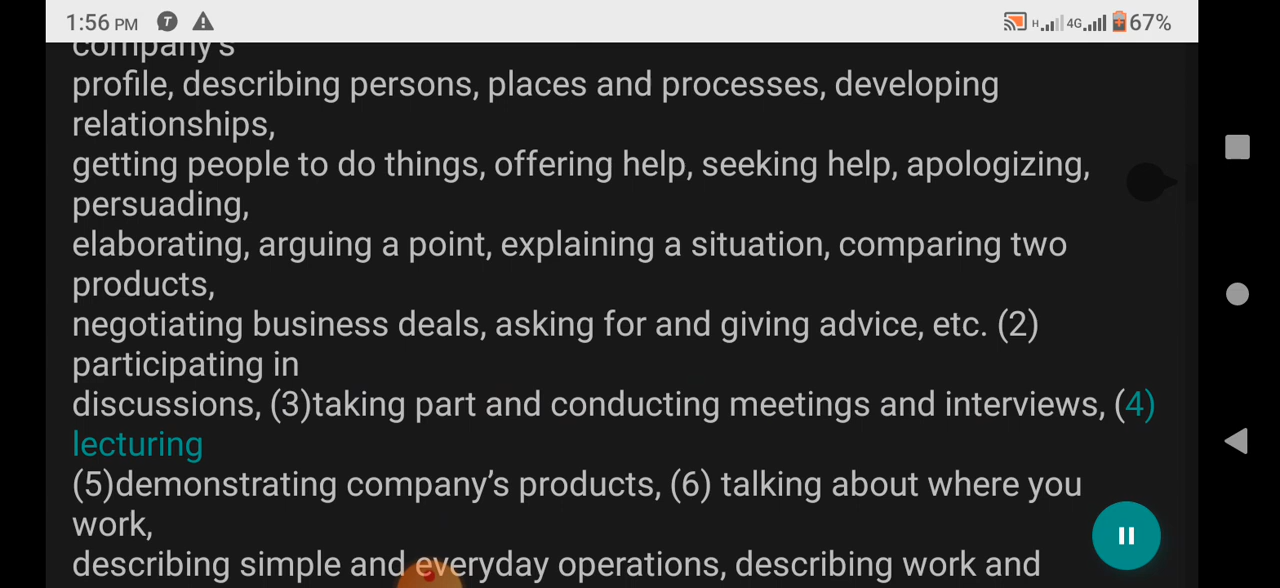 1:56 PM
H 4G 67%
company's
profile, describing persons, places and processes, developing
relationships,
getting people to do things, offering help, seeking help, apologizing,
persuading,
elaborating, arguing a point, explaining a situation, comparing two
products,
negotiating business deals, asking for and giving advice, etc. (2)
participating in
discussions, (3)taking part and conducting meetings and interviews, (4)
lecturing
(5)demonstrating company’s products, (6) talking about where you
work,
describing simple and everyday operations, describing work and